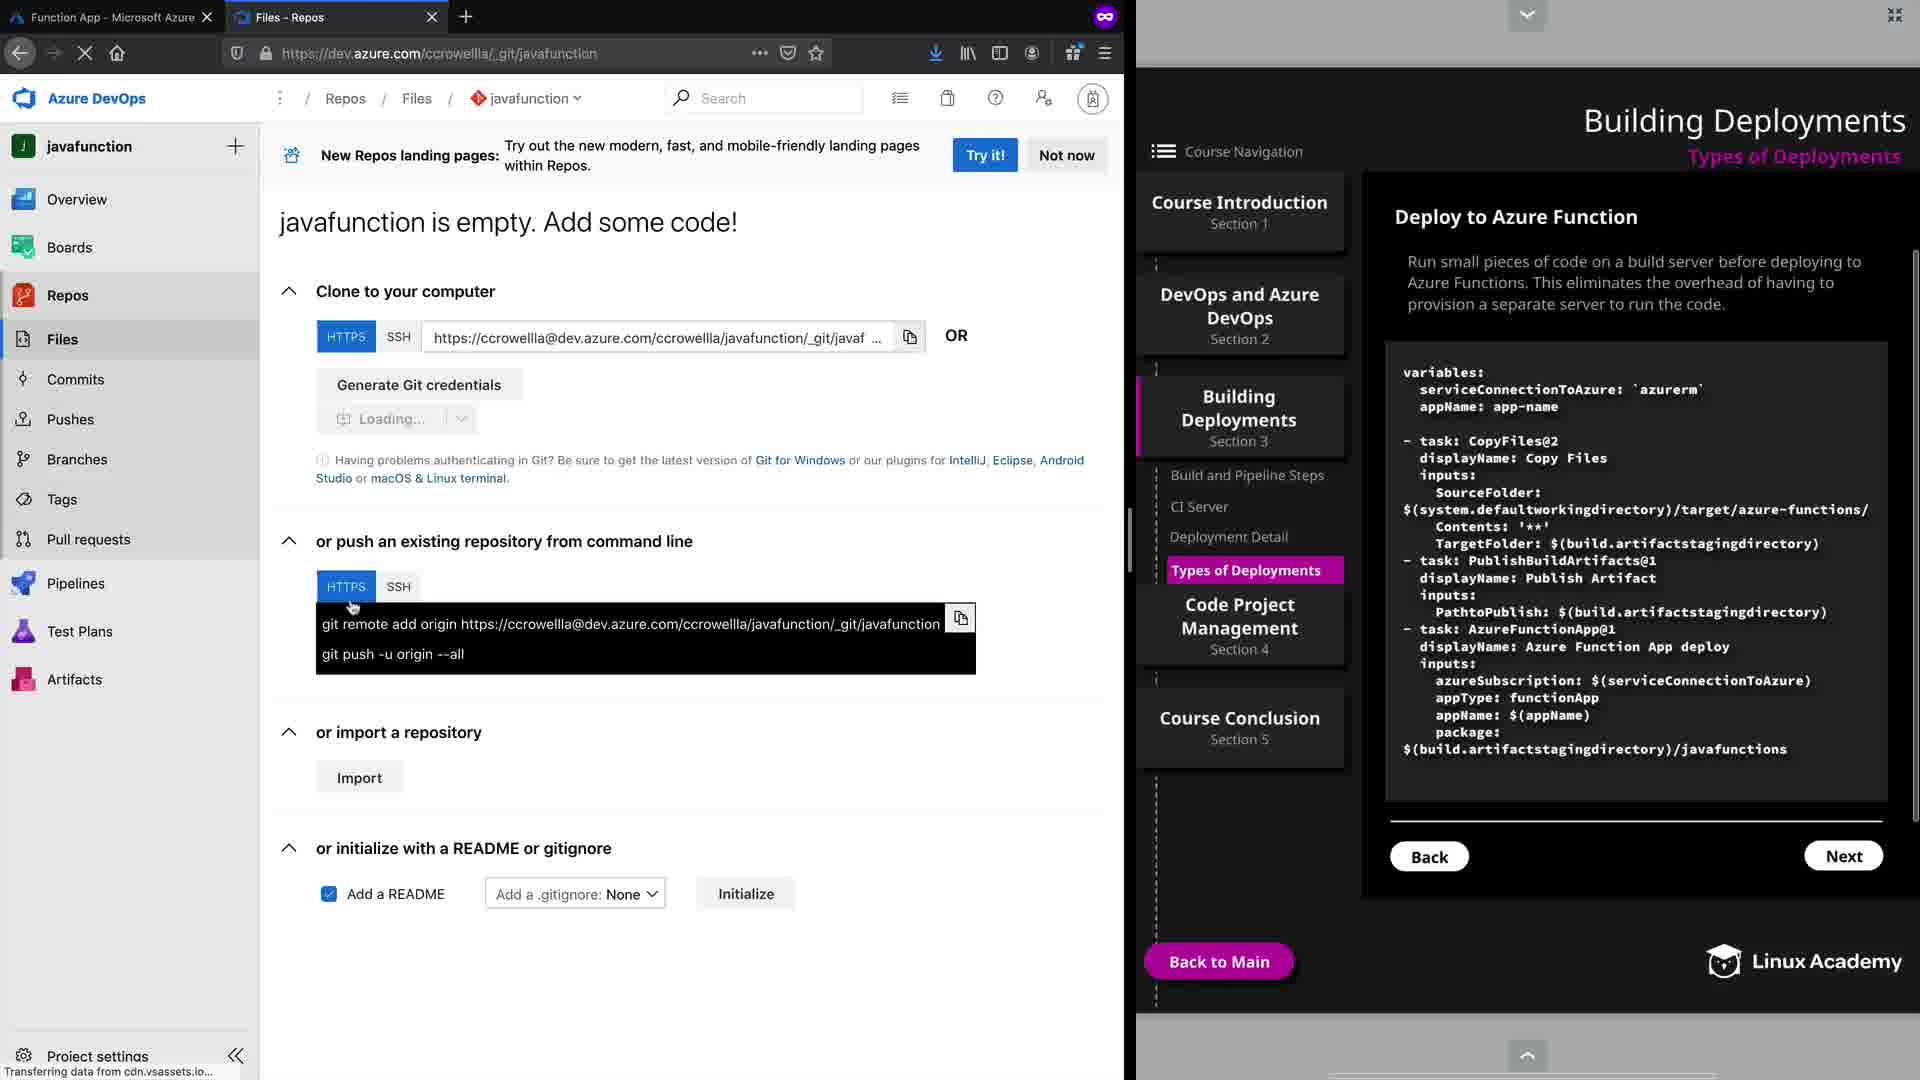 Function App - Microsoft Azure
Files - Repos
https://dev.azure.com/ccrowellla/_git/javafunction
Azure DevOps
/ Repos / Files / javafunction
Search
javafunction
Overview
Boards
Repos
Files
Commits
Pushes
Branches
Tags
Pull requests
Pipelines
Test Plans
Artifacts
Project settings
Transferring data from cdn.vsassets.io...
New Repos landing pages: Try out the new modern, fast, and mobile-friendly landing pages
within Repos.
Try it!
Not now
javafunction is empty. Add some code!
Clone to your computer
HTTPS SSH https://ccrowellla@dev.azure.com/ccrowellla/javafunction/_git/javaf ... OR
Generate Git credentials
Loading...
Having problems authenticating in Git? Be sure to get the latest version of Git for Windows or our plugins for IntelliJ, Eclipse, Android
Studio or macOS & Linux terminal.
or push an existing repository from command line
HTTPS SSH
git remote add origin https://ccrowellla@dev.azure.com/ccrowellla/javafunction/_git/javafunction
git push -u origin --all
or import a repository
Import
or initialize with a README or gitignore
Add a README
Add a .gitignore: None
Initialize
Building Deployments
Types of Deployments
Course Navigation
Course Introduction
Section 1
DevOps and Azure
DevOps
Section 2
Building
Deployments
Section 3
Build and Pipeline Steps
CI Server
Deployment Detail
Types of Deployments
Code Project
Management
Section 4
Course Conclusion
Section 5
Back to Main
Deploy to Azure Function
Run small pieces of code on a build server before deploying to
Azure Functions. This eliminates the overhead of having to
provision a separate server to run the code.
variables:
serviceConnectionToAzure: `azurerm`
appName: app-name
- task: CopyFiles@2
displayName: Copy Files
inputs:
SourceFolder:
$(system.defaultworkingdirectory)/target/azure-functions/
Contents: '**'
TargetFolder: $(build.artifactstagingdirectory)
- task: PublishBuildArtifacts@1
displayName: Publish Artifact
inputs:
PathtoPublish: $(build.artifactstagingdirectory)
- task: AzureFunctionApp@1
displayName: Azure Function App deploy
inputs:
azureSubscription: $(serviceConnectionToAzure)
appType: functionApp
appName: $(appName)
package:
$(build.artifactstagingdirectory)/javafunctions
Back
Next
Linux Academy